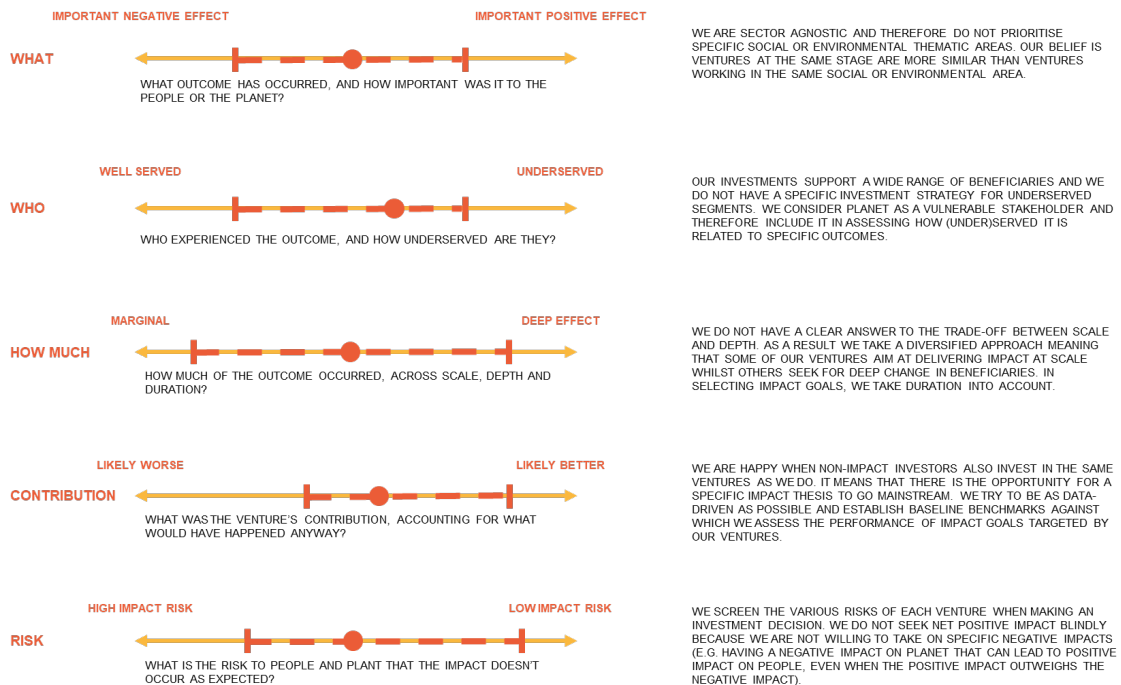 IMPORTANT NEGATIVE EFFECT
IMPORTANT POSITIVE EFFECT
WHAT
WHAT OUTCOME HAS OCCURRED, AND HOW IMPORTANT WAS IT TO THE
PEOPLE OR THE PLANET?
WE ARE SECTOR AGNOSTIC AND THEREFORE DO NOT PRIORITISE
SPECIFIC SOCIAL OR ENVIRONMENTAL THEMATIC AREAS. OUR BELIEF IS
VENTURES AT THE SAME STAGE ARE MORE SIMILAR THAN VENTURES
WORKING IN THE SAME SOCIAL OR ENVIRONMENTAL AREA.
WELL SERVED
UNDERSERVED
WHO
WHO EXPERIENCED THE OUTCOME, AND HOW UNDERSERVED ARE THEY?
OUR INVESTMENTS SUPPORT A WIDE RANGE OF BENEFICIARIES AND WE
DO NOT HAVE A SPECIFIC INVESTMENT STRATEGY FOR UNDERSERVED
SEGMENTS. WE CONSIDER PLANET AS A VULNERABLE STAKEHOLDER AND
THEREFORE INCLUDE IT IN ASSESSING HOW (UNDER)SERVED IT IS
RELATED TO SPECIFIC OUTCOMES.
MARGINAL
DEEP EFFECT
HOW MUCH
HOW MUCH OF THE OUTCOME OCCURRED, ACROSS SCALE, DEPTH AND
DURATION?
WE DO NOT HAVE A CLEAR ANSWER TO THE TRADE-OFF BETWEEN SCALE
AND DEPTH. AS A RESULT WE TAKE A DIVERSIFIED APPROACH MEANING
THAT SOME OF OUR VENTURES AIM AT DELIVERING IMPACT AT SCALE
WHILST OTHERS SEEK FOR DEEP CHANGE IN BENEFICIARIES. IN
SELECTING IMPACT GOALS, WE TAKE DURATION INTO ACCOUNT.
LIKELY WORSE
LIKELY BETTER
CONTRIBUTION
WHAT WAS THE VENTURE'S CONTRIBUTION, ACCOUNTING FOR WHAT
WOULD HAVE HAPPENED ANYWAY?
WE ARE HAPPY WHEN NON-IMPACT INVESTORS ALSO INVEST IN THE SAME
VENTURES AS WE DO. IT MEANS THAT THERE IS THE OPPORTUNITY FOR A
SPECIFIC IMPACT THESIS TO GO MAINSTREAM. WE TRY TO BE AS DATA-
DRIVEN AS POSSIBLE AND ESTABLISH BASELINE BENCHMARKS AGAINST
WHICH WE ASSESS THE PERFORMANCE OF IMPACT GOALS TARGETED BY
OUR VENTURES.
HIGH IMPACT RISK
LOW IMPACT RISK
RISK
WHAT IS THE RISK TO PEOPLE AND PLANT THAT THE IMPACT DOESN'T
OCCUR AS EXPECTED?
WE SCREEN THE VARIOUS RISKS OF EACH VENTURE WHEN MAKING AN
INVESTMENT DECISION. WE DO NOT SEEK NET POSITIVE IMPACT BLINDLY
BECAUSE WE ARE NOT WILLING TO TAKE ON SPECIFIC NEGATIVE IMPACTS
(E.G. HAVING A NEGATIVE IMPACT ON PLANET THAT CAN LEAD TO POSITIVE
IMPACT ON PEOPLE, EVEN WHEN THE POSITIVE IMPACT OUTWEIGHS THE
NEGATIVE IMPACT).